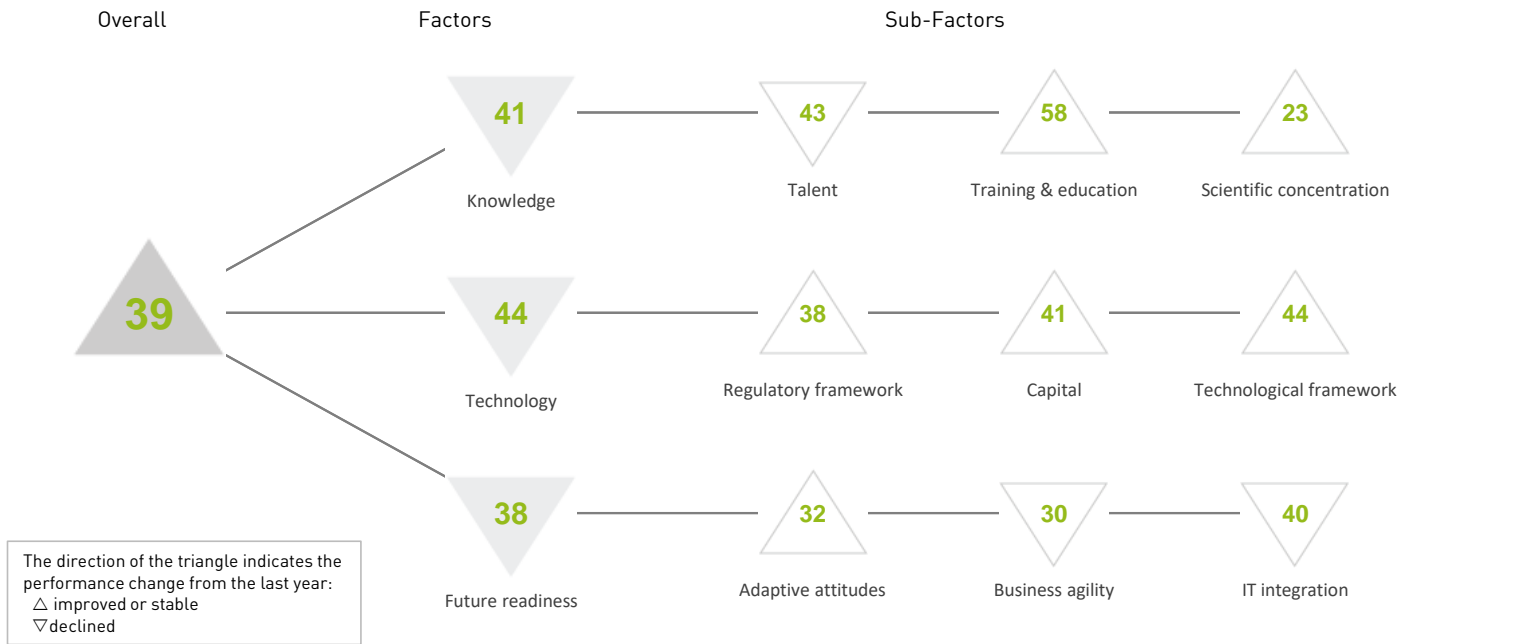 Overall Factors Sub-Factors
41 43 58 23
Knowledge Talent Training & education Scientific concentration
39 44 38 41 44
Technology Regulatory framework Capital Technological framework
38 32 30 40
Future readiness Adaptive attitudes Business agility IT integration
The direction of the triangle indicates the
performance change from the last year:
△ improved or stable
▽declined